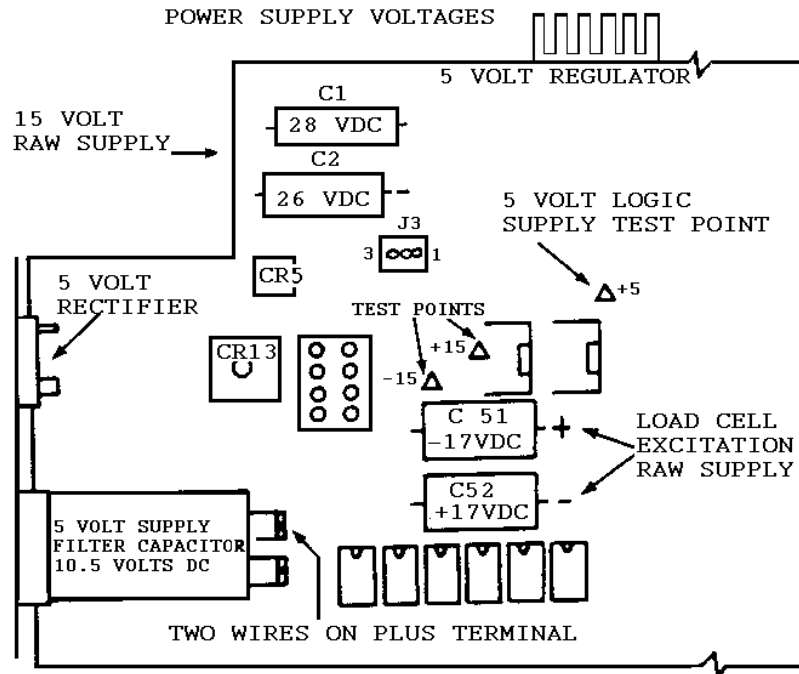 POWER SUPPLY VOLTAGES
5 VOLT REGULATOR
C1
28 VDC
15 VOLT
RAW SUPPLY
C2
26 VDC
5 VOLT LOGIC
SUPPLY TEST POINT
J3
3 1
CR5
+5
5 VOLT
RECTIFIER
TEST POINTS
+15
CR13
-15
C 51
-17VDC
+
LOAD CELL
EXCITATION
RAW SUPPLY
C52
+17VDC
-
5 VOLT SUPPLY
FILTER CAPACITOR
10.5 VOLTS DC
TWO WIRES ON PLUS TERMINAL